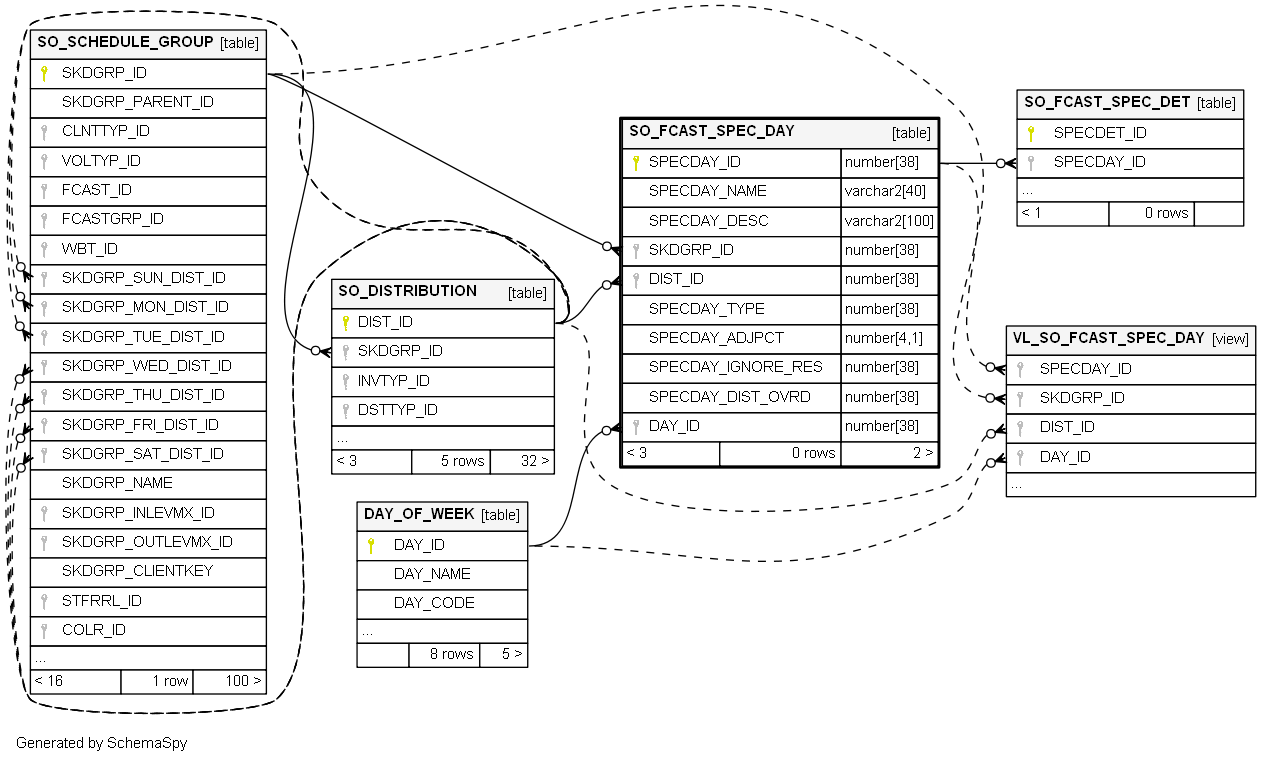 SO_SCHEDULE_GROUP [table]
SKDGRP_ID
SKDGRP_PARENT_ID
CLNTTYP_ID
VOLTYP_ID
FCAST_ID
FCASTGRP_ID
WBT_ID
SKDGRP_SUN_DIST_ID
SKDGRP_MON_DIST_ID
SKDGRP_TUE_DIST_ID
SKDGRP_WED_DIST_ID
SKDGRP_THU_DIST_ID
SKDGRP_FRI_DIST_ID
SKDGRP_SAT_DIST_ID
SKDGRP_NAME
SKDGRP_INLEVMX_ID
SKDGRP_OUTLEVMX_ID
SKDGRP_CLIENTKEY
STFRRL_ID
COLR_ID
...
< 16 1 row 100 >
SO_DISTRIBUTION [table]
DIST_ID
SKDGRP_ID
INVTYP_ID
DSTTYP_ID
...
< 3 5 rows 32 >
DAY_OF_WEEK [table]
DAY_ID
DAY_NAME
DAY_CODE
...
8 rows 5 >
SO_FCAST_SPEC_DAY [table]
SPECDAY_ID number[38]
SPECDAY_NAME varchar2[40]
SPECDAY_DESC varchar2[100]
SKDGRP_ID number[38]
DIST_ID number[38]
SPECDAY_TYPE number[38]
SPECDAY_ADJPCT number[4,1]
SPECDAY_IGNORE_RES number[38]
SPECDAY_DIST_OVRD number[38]
DAY_ID number[38]
< 3 0 rows 2 >
SO_FCAST_SPEC_DET [table]
SPECDET_ID
SPECDAY_ID
...
< 1 0 rows
VL_SO_FCAST_SPEC_DAY [view]
SPECDAY_ID
SKDGRP_ID
DIST_ID
DAY_ID
...
Generated by SchemaSpy